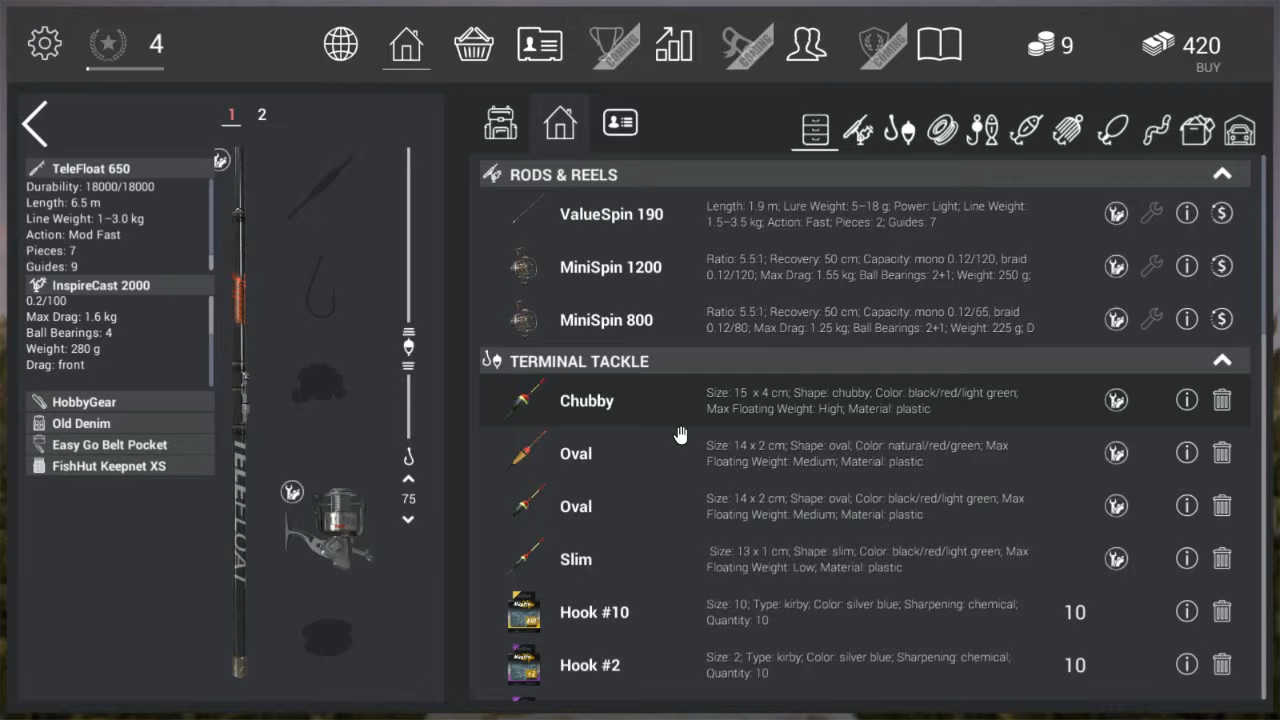 4
COMING
COMING
COMING
9
420
BUY
1 2
TeleFloat 650
Durability: 18000/18000
Length: 6.5 m
Line Weight: 1–3.0 kg
Action: Mod Fast
Pieces: 7
Guides: 9
InspireCast 2000
0.2/100
Max Drag: 1.6 kg
Ball Bearings: 4
Weight: 280 g
Drag: front
HobbyGear
Old Denim
Easy Go Belt Pocket
FishHut Keepnet XS
TELEFLOAT
75
RODS & REELS
ValueSpin 190
Length: 1.9 m; Lure Weight: 5–18 g; Power: Light; Line Weight:
1.5–3.5 kg; Action: Fast; Pieces: 2; Guides: 7
MiniSpin 1200
Ratio: 5.5:1; Recovery: 50 cm; Capacity: mono 0.12/120, braid
0.12/120; Max Drag: 1.55 kg; Ball Bearings: 2+1; Weight: 250 g;
MiniSpin 800
Ratio: 5.5:1; Recovery: 50 cm; Capacity: mono 0.12/65, braid
0.12/80; Max Drag: 1.25 kg; Ball Bearings: 2+1; Weight: 225 g; D
TERMINAL TACKLE
Chubby
Size: 15 x 4 cm; Shape: chubby; Color: black/red/light green;
Max Floating Weight: High; Material: plastic
Oval
Size: 14 x 2 cm; Shape: oval; Color: natural/red/green; Max
Floating Weight: Medium; Material: plastic
Oval
Size: 14 x 2 cm; Shape: oval; Color: black/red/light green; Max
Floating Weight: Medium; Material: plastic
Slim
Size: 13 x 1 cm; Shape: slim; Color: black/red/light green; Max
Floating Weight: Low; Material: plastic
Hook #10
Size: 10; Type: kirby; Color: silver blue; Sharpening: chemical;
Quantity: 10
10
Hook #2
Size: 2; Type: kirby; Color: silver blue; Sharpening: chemical;
Quantity: 10
10